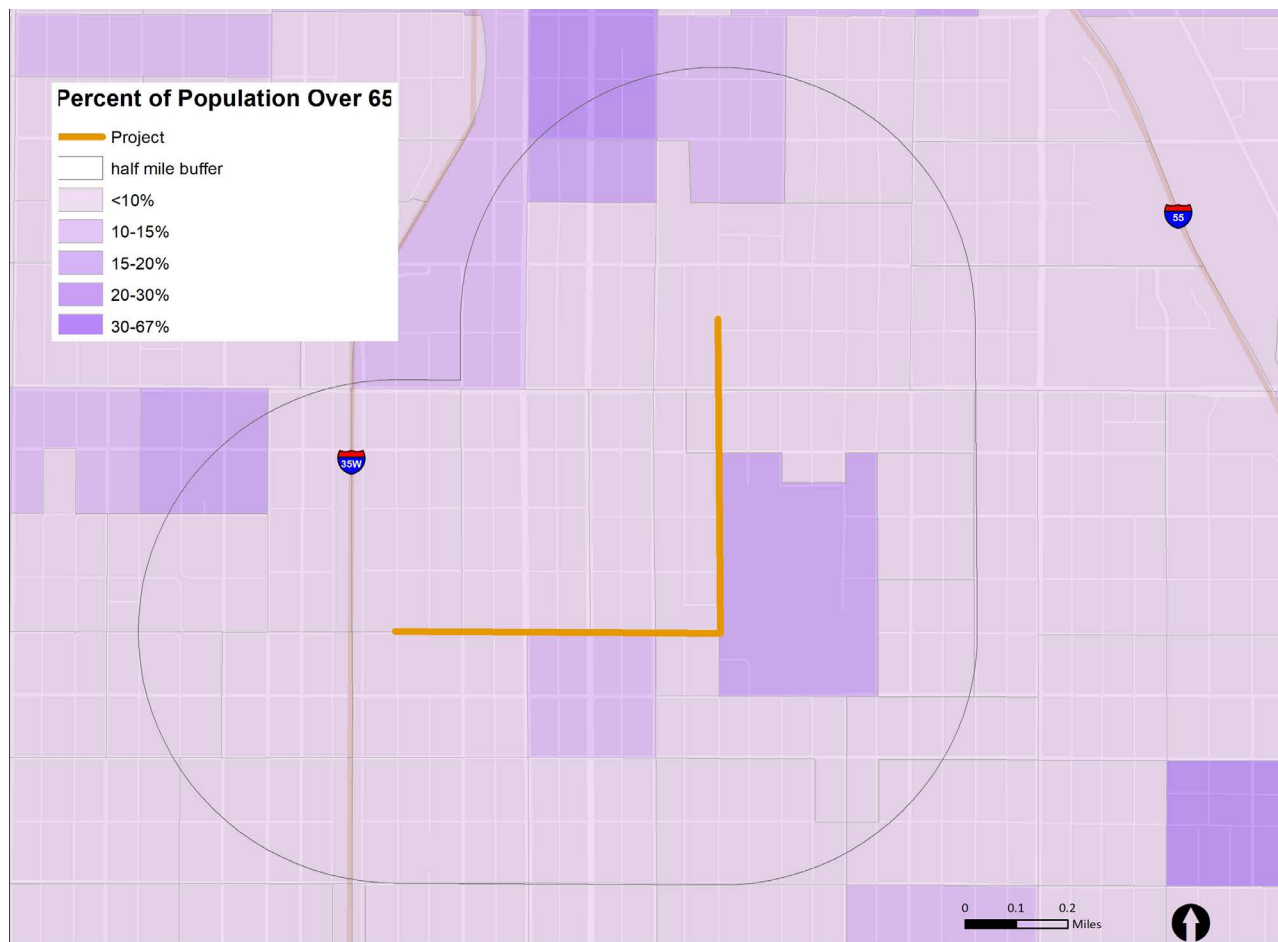 Percent of Population Over 65
Project
half mile buffer
<10%
10-15%
15-20%
20-30%
30-67%
55
35W
0 0.1 0.2
Miles